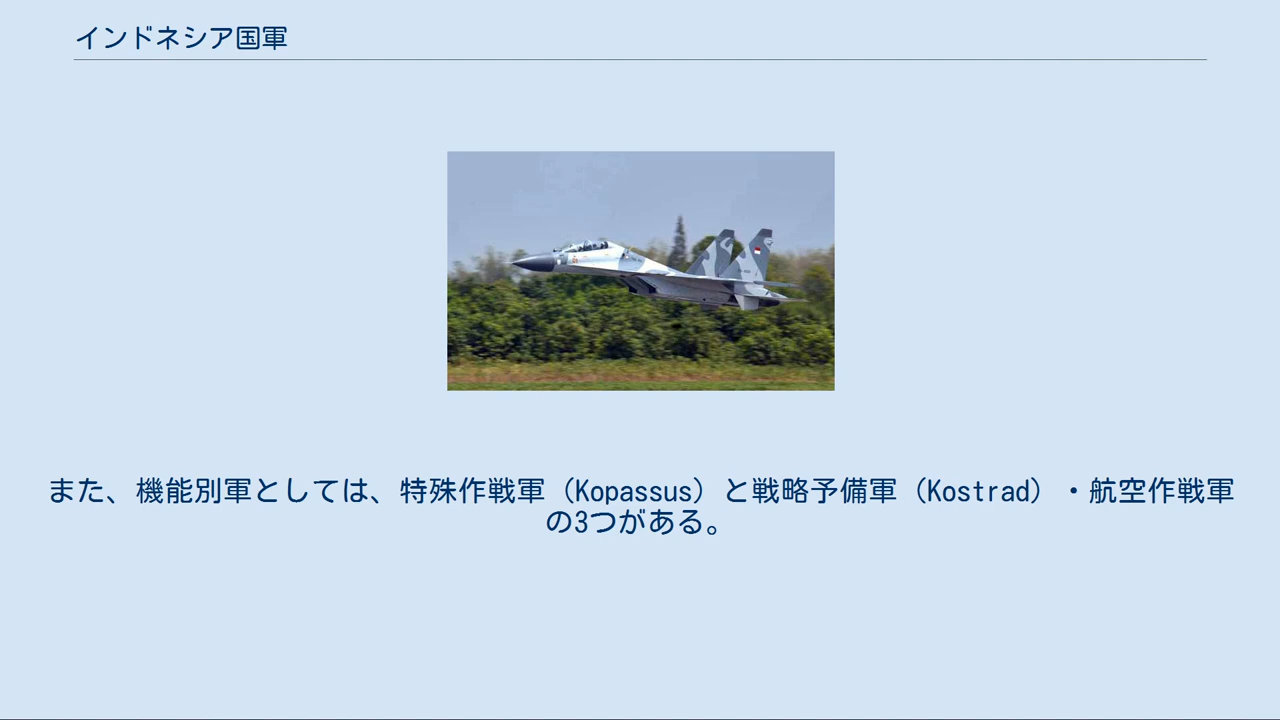 インドネシア国軍
また、機能別軍としては、特殊作戦軍（Kopassus）と戦略予備軍（Kostrad）・航空作戦軍
の3つがある。